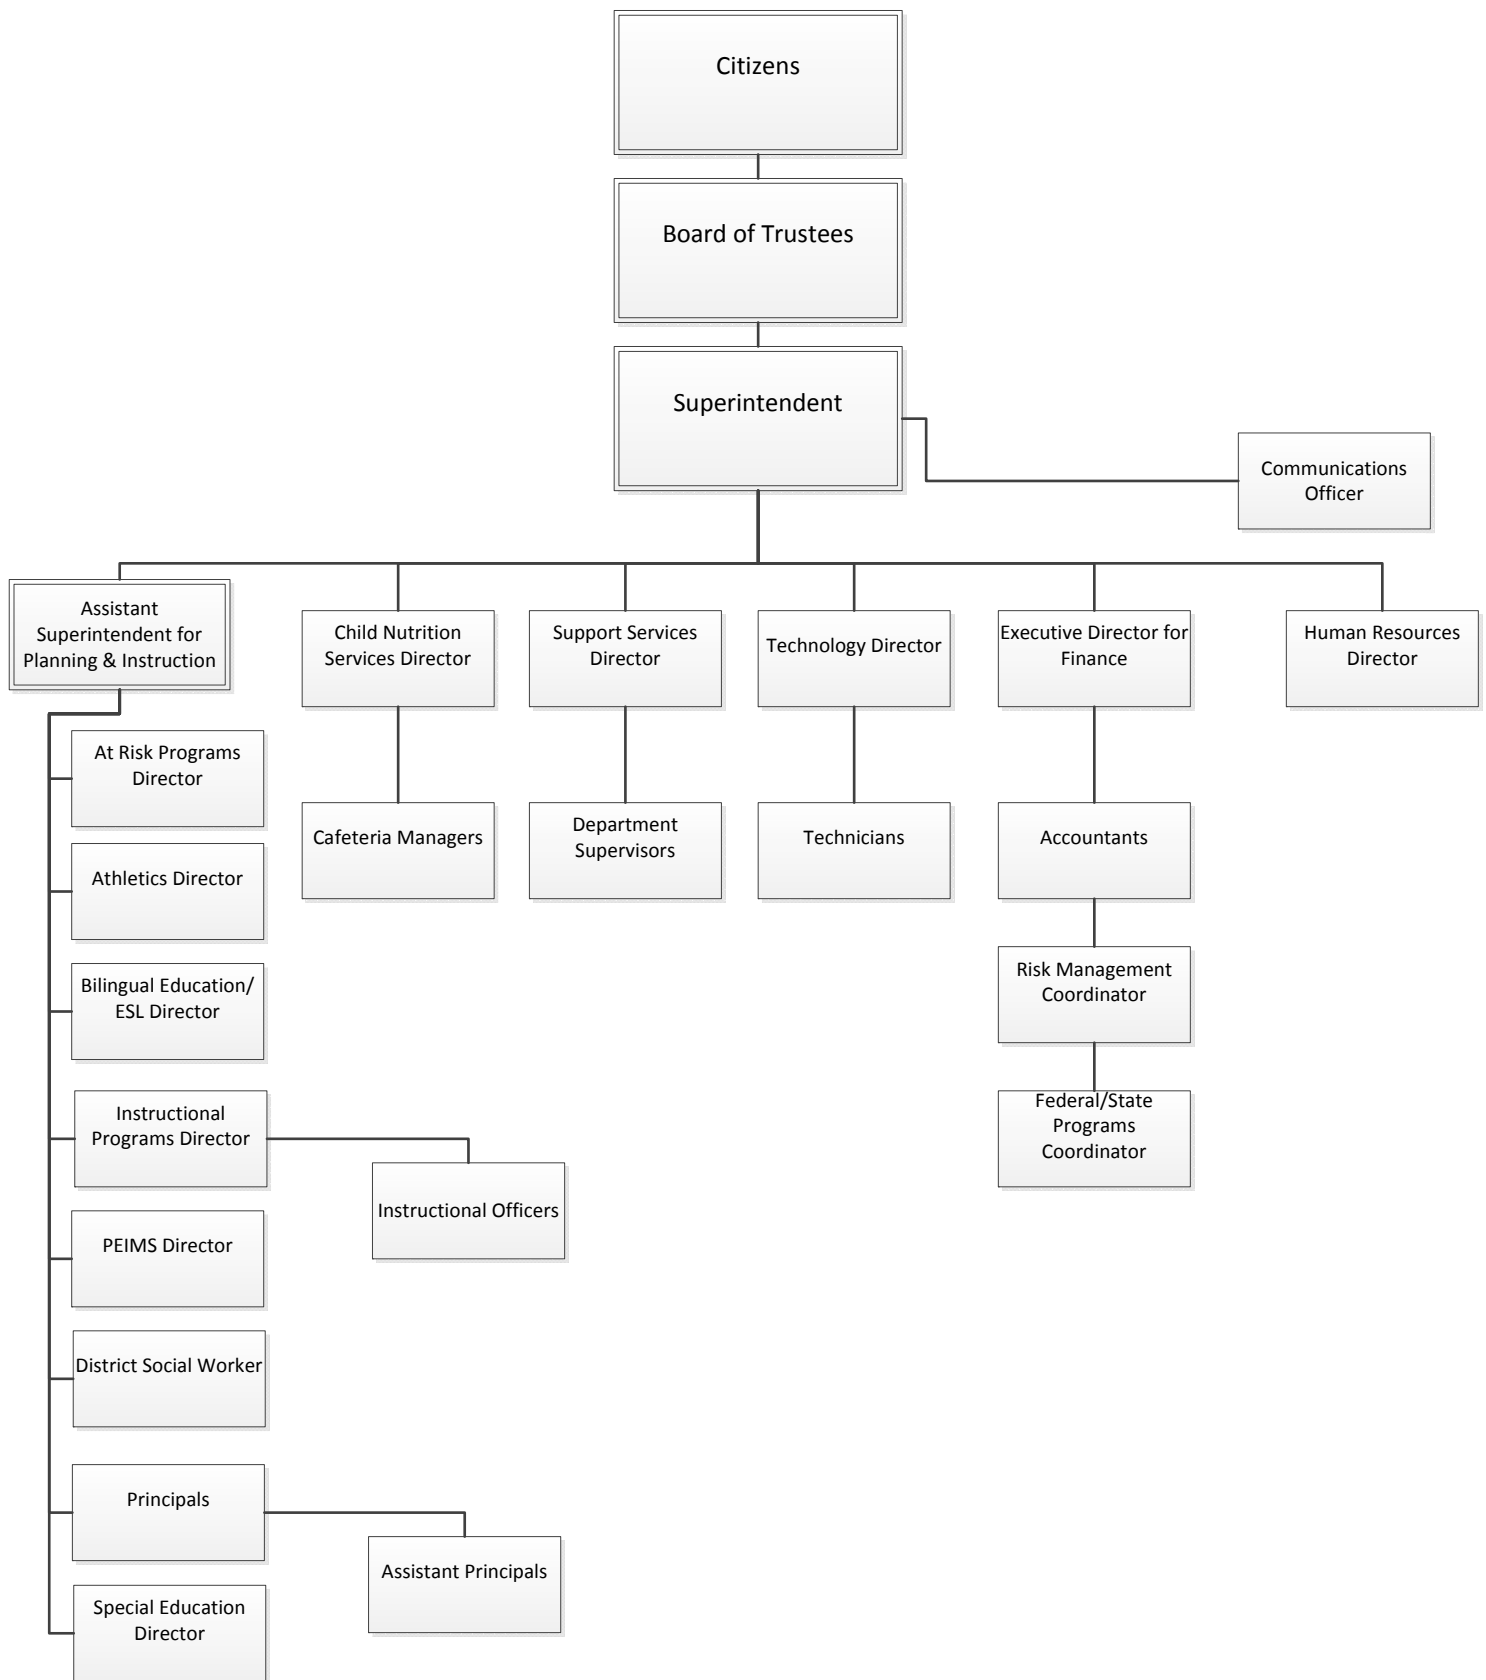 Citizens
Board of Trustees
Superintendent
Communications
Officer
Assistant
Superintendent for
Planning & Instruction
Child Nutrition
Services Director
Support Services
Director
Technology Director
Executive Director for
Finance
Human Resources
Director
At Risk Programs
Director
Cafeteria Managers
Department
Supervisors
Technicians
Accountants
Athletics Director
Risk Management
Coordinator
Bilingual Education/
ESL Director
Federal/State
Programs
Coordinator
Instructional
Programs Director
Instructional Officers
PEIMS Director
District Social Worker
Principals
Assistant Principals
Special Education
Director